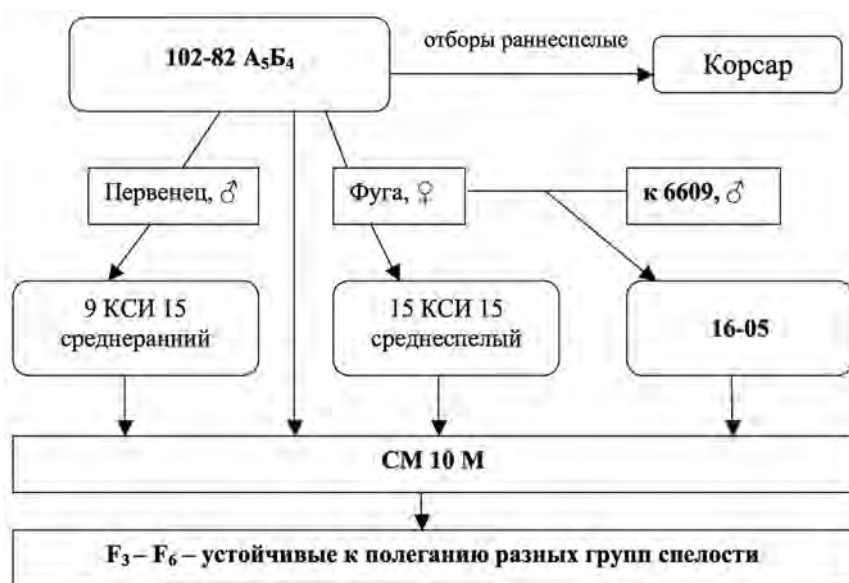 102-82 А₅Б₄
отборы раннеспелые
Корсар
Первенец, ♂
Фуга, ♀
к 6609, ♂
9 КСИ 15
среднеранний
15 КСИ 15
среднеспелый
16-05
СМ 10 М
F₃ – F₆ – устойчивые к полеганию разных групп спелости